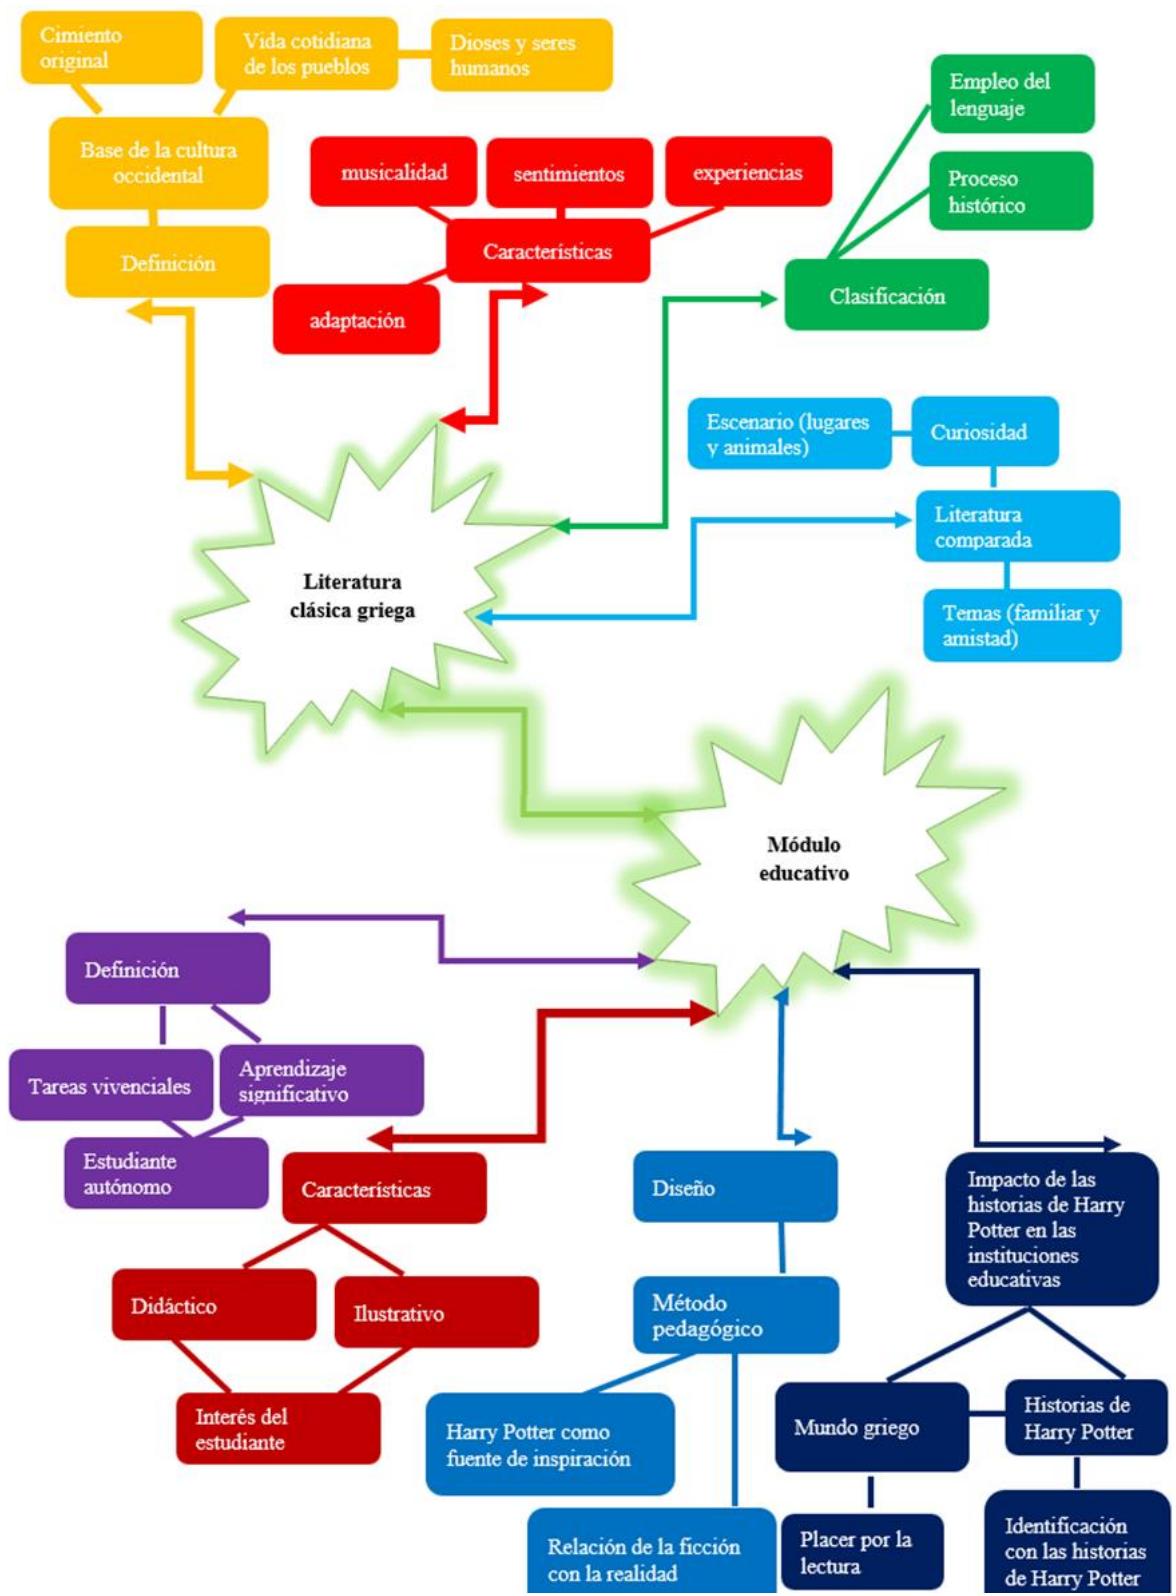 Cimiento
original
Vida cotidiana
de los pueblos
Dioses y seres
humanos
Base de la cultura
occidental
Definición
musicalidad
sentimientos
experiencias
Características
adaptación
Empleo del
lenguaje
Proceso
histórico
Clasificación
Escenario (lugares
y animales)
Curiosidad
Literatura
comparada
Temas (familiar y
amistad)
Literatura
clásica griega
Módulo
educativo
Definición
Tareas vivenciales
Aprendizaje
significativo
Estudiante
autónomo
Características
Didáctico
Ilustrativo
Interés del
estudiante
Diseño
Método
pedagógico
Harry Potter como
fuente de inspiración
Relación de la ficción
con la realidad
Impacto de las
historias de Harry
Potter en las
instituciones
educativas
Mundo griego
Historias de
Harry Potter
Placer por la
lectura
Identificación
con las historias
de Harry Potter